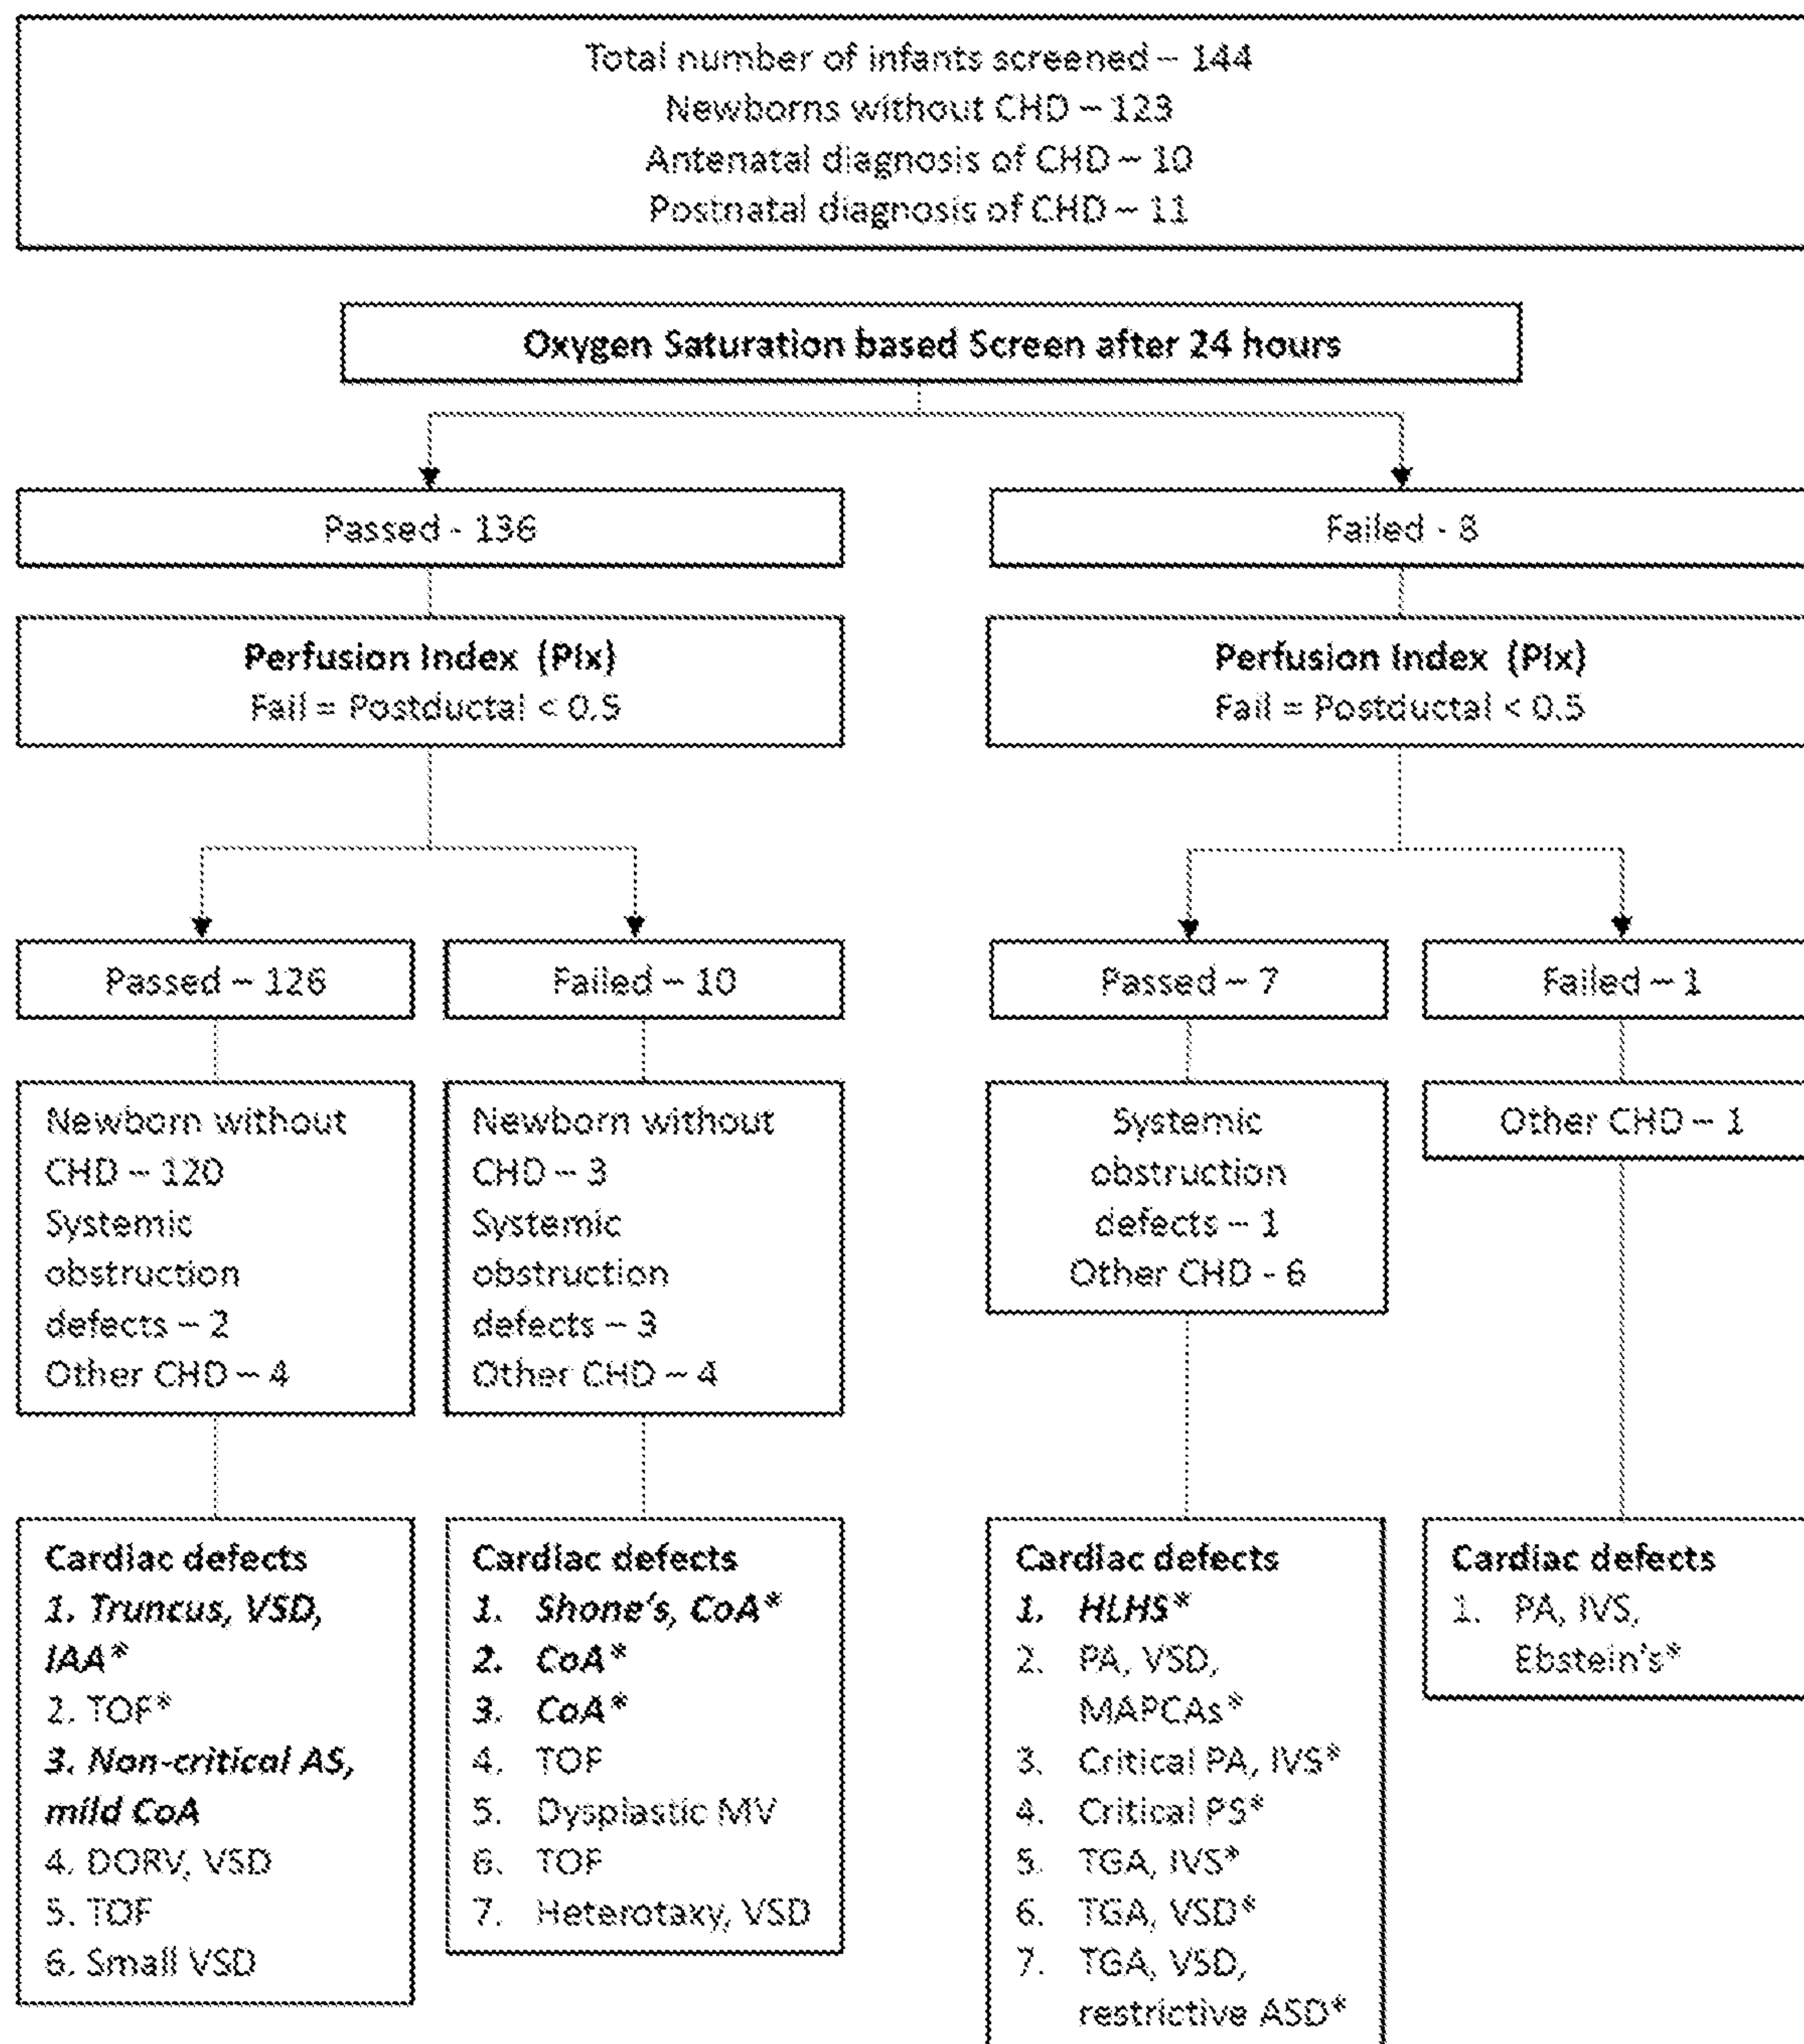 Total number of infants screened – 144
Newborns without CHD – 123
Antenatal diagnosis of CHD – 10
Postnatal diagnosis of CHD – 11
Oxygen Saturation based Screen after 24 hours
Passed - 136
Failed - 8
Perfusion Index (PIx)
Fail = Postductal < 0.5
Perfusion Index (PIx)
Fail = Postductal < 0.5
Passed – 126
Failed – 10
Passed – 7
Failed – 1
Newborn without
CHD – 120
Systemic
obstruction
defects – 2
Other CHD – 4
Newborn without
CHD – 3
Systemic
obstruction
defects – 3
Other CHD – 4
Systemic
obstruction
defects – 1
Other CHD - 6
Other CHD – 1
Cardiac defects
1. Truncus, VSD,
IAA*
2. TOF*
3. Non-critical AS,
mild CoA
4. DORV, VSD
5. TOF
6. Small VSD
Cardiac defects
1. Shone's, CoA*
2. CoA*
3. CoA*
4. TOF
5. Dysplastic MV
6. TOF
7. Heterotaxy, VSD
Cardiac defects
1. HLHS*
2. PA, VSD,
MAPCAs*
3. Critical PA, IVS*
4. Critical PS*
5. TGA, IVS*
6. TGA, VSD*
7. TGA, VSD,
restrictive ASD*
Cardiac defects
1. PA, IVS,
Ebstein's*